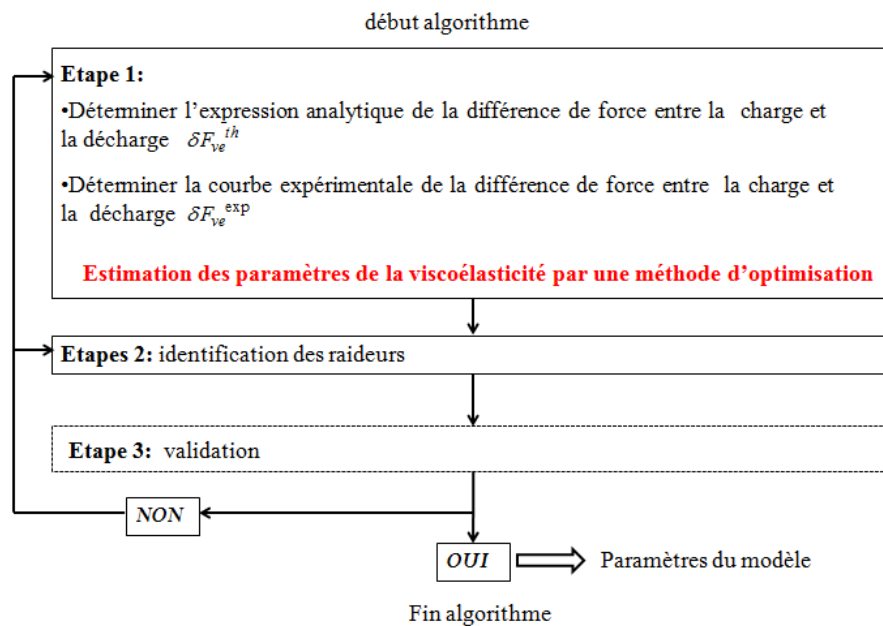 début algorithme
Etape 1:
•Déterminer l’expression analytique de la différence de force entre la charge et
la décharge δF_ve^th
•Déterminer la courbe expérimentale de la différence de force entre la charge et
la décharge δF_ve^exp
Estimation des paramètres de la viscoélasticité par une méthode d’optimisation
Etapes 2: identification des raideurs
Etape 3: validation
NON
OUI
Paramètres du modèle
Fin algorithme